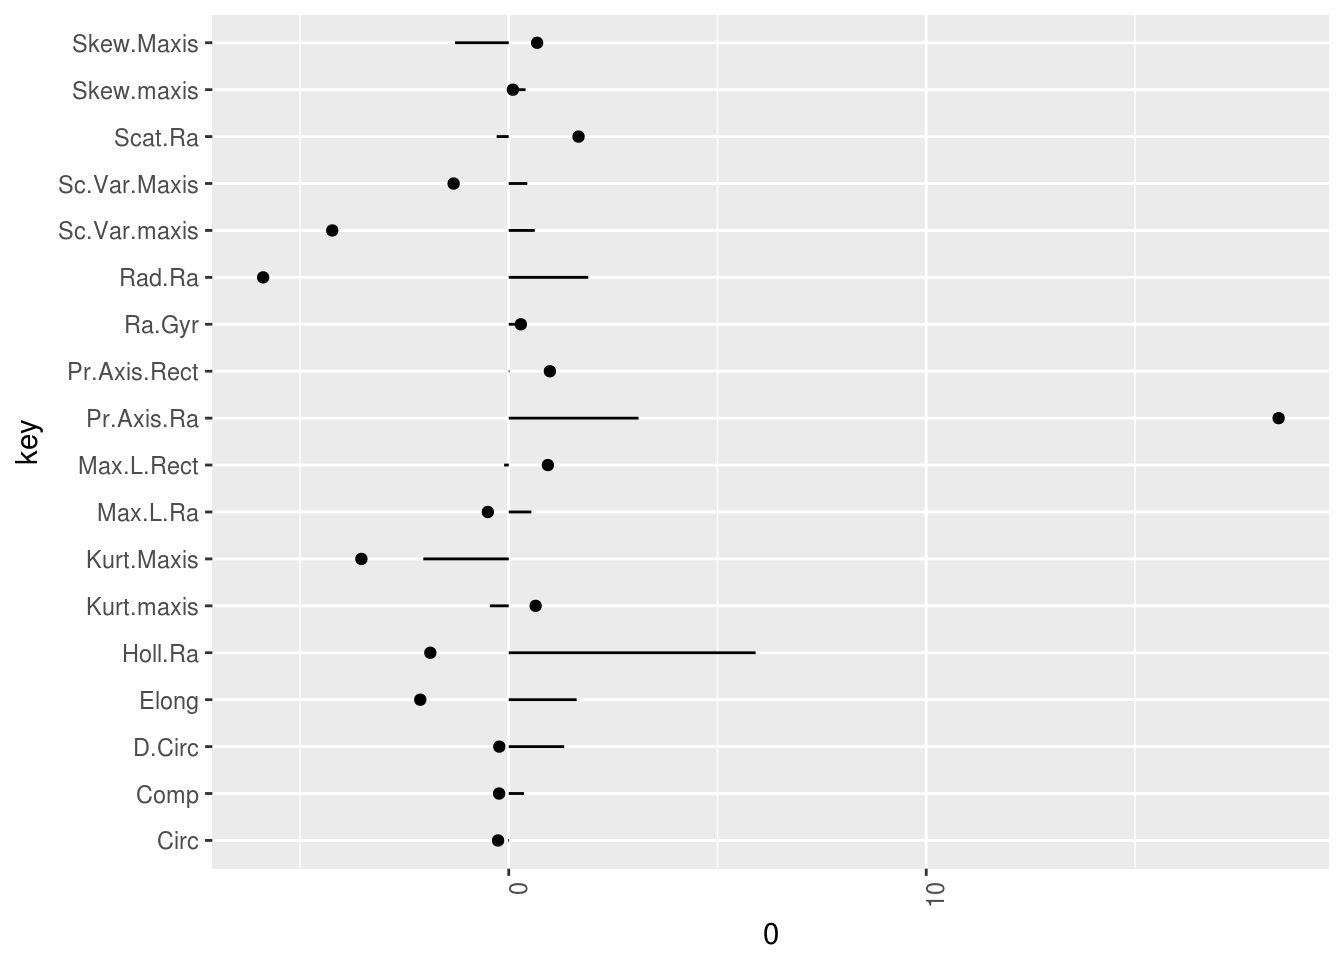 Skew.Maxis
Skew.maxis
Scat.Ra
Sc.Var.Maxis
Sc.Var.maxis
Rad.Ra
Ra.Gyr
Pr.Axis.Rect
Pr.Axis.Ra
Max.L.Rect
Max.L.Ra
Kurt.Maxis
Kurt.maxis
Holl.Ra
Elong
D.Circ
Comp
Circ
key
0
10
0